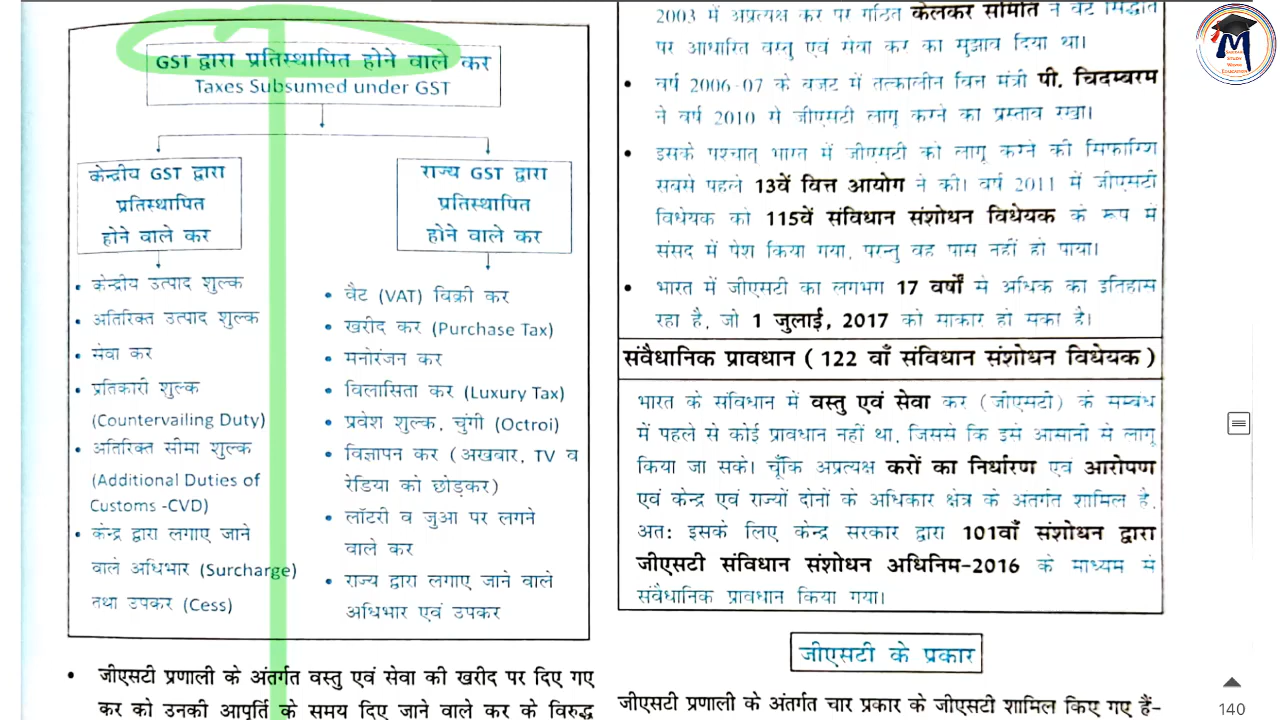 GST द्वारा प्रतिस्थापित होने वाले कर
Taxes Subsumed under GST
केन्द्रीय GST द्वारा
प्रतिस्थापित
होने वाले कर
• केन्द्रीय उत्पाद शुल्क
• अतिरिक्त उत्पाद शुल्क
• सेवा कर
• प्रतिकारी शुल्क
(Countervailing Duty)
• अतिरिक्त सीमा शुल्क
(Additional Duties of
Customs -CVD)
• केन्द्र द्वारा लगाए जाने
वाले अधिभार (Surcharge)
तथा उपकर (Cess)
राज्य GST द्वारा
प्रतिस्थापित
होने वाले कर
• वैट (VAT) विक्री कर
• खरीद कर (Purchase Tax)
• मनोरंजन कर
• विलासिता कर (Luxury Tax)
• प्रवेश शुल्क, चुंगी (Octroi)
• विज्ञापन कर (अखबार, TV व
रेडिया को छोड़कर)
• लॉटरी व जुआ पर लगने
वाले कर
• राज्य द्वारा लगाए जाने वाले
अधिभार एवं उपकर
• जीएसटी प्रणाली के अंतर्गत वस्तु एवं सेवा की खरीद पर दिए गए
कर को उनकी आपूर्ति के समय दिए जाने वाले कर के विरुद्ध
2003 में अप्रत्यक्ष कर पर गठित केलकर समिति ने वैट सिद्धांत
पर आधारित वस्तु एवं सेवा कर का सुझाव दिया था।
• वर्ष 2006-07 के बजट में तत्कालीन वित्त मंत्री पी. चिदम्बरम
ने वर्ष 2010 से जीएसटी लागू करने का प्रस्ताव रखा।
• इसके पश्चात् भारत में जीएसटी को लागू करने की सिफारिश
सबसे पहले 13वें वित्त आयोग ने की। वर्ष 2011 में जीएसटी
विधेयक को 115वें संविधान संशोधन विधेयक के रूप में
संसद में पेश किया गया, परन्तु वह पास नहीं हो पाया।
• भारत में जीएसटी का लगभग 17 वर्षों से अधिक का इतिहास
रहा है, जो 1 जुलाई, 2017 को साकार हो सका है।
संवैधानिक प्रावधान ( 122 वाँ संविधान संशोधन विधेयक )
भारत के संविधान में वस्तु एवं सेवा कर (जीएसटी) के सम्बंध
में पहले से कोई प्रावधान नहीं था, जिससे कि इसे आसानी से लागू
किया जा सके। चूँकि अप्रत्यक्ष करों का निर्धारण एवं आरोपण
एवं केन्द्र एवं राज्यों दोनों के अधिकार क्षेत्र के अंतर्गत शामिल है,
अतः इसके लिए केन्द्र सरकार द्वारा 101वाँ संशोधन द्वारा
जीएसटी संविधान संशोधन अधिनिम-2016 के माध्यम से
संवैधानिक प्रावधान किया गया।
जीएसटी के प्रकार
जीएसटी प्रणाली के अंतर्गत चार प्रकार के जीएसटी शामिल किए गए हैं-
140